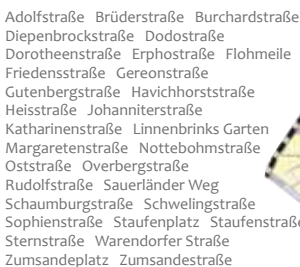 Adolfstraße Brüderstraße Burchardstraße
Diepenbrockstraße Dodostraße
Dorotheenstraße Erphostraße Flohmeile
Friedensstraße Gereonstraße
Gutenbergstraße Havichhorststraße
Heisstraße Johanniterstraße
Katharinenstraße Linnenbrinks Garten
Margaretenstraße Nottebohmstraße
Oststraße Overbergstraße
Rudolfstraße Sauerländer Weg
Schaumburgstraße Schwelingstraße
Sophienstraße Staufenplatz Staufenstraße
Sternstraße Warendorfer Straße
Zumsandeplatz Zumsandestraße